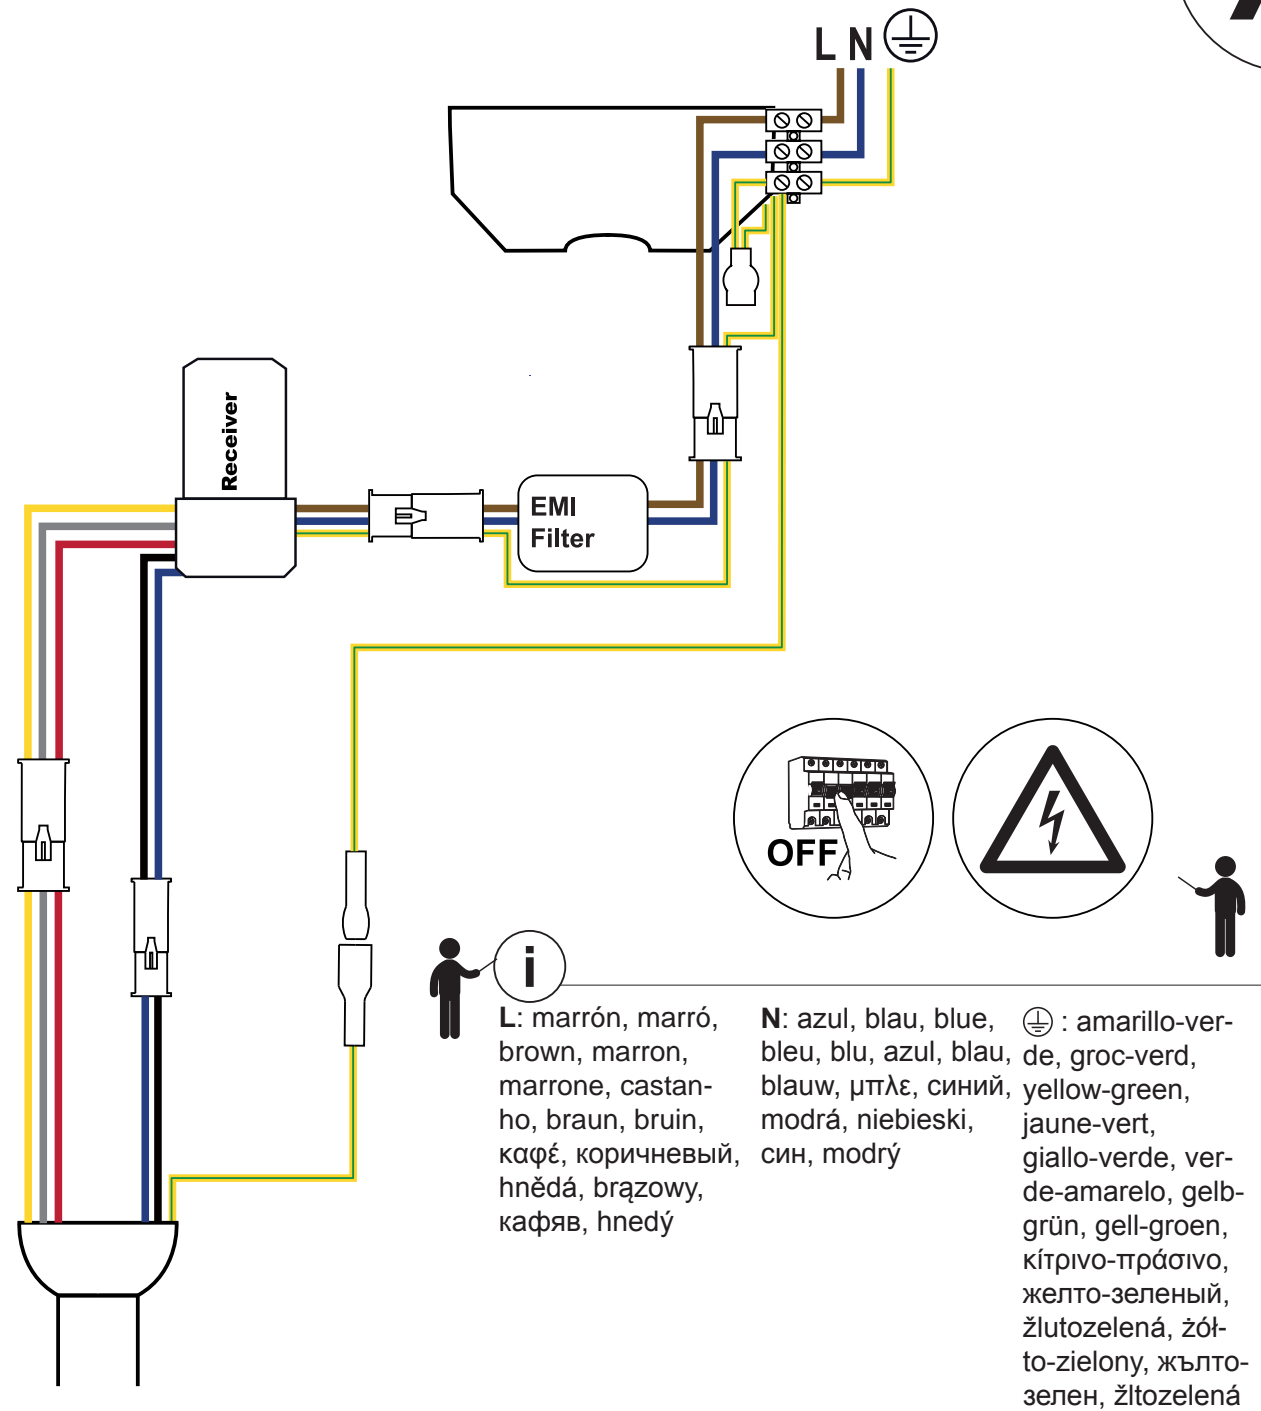 L N
Receiver
EMI
Filter
OFF
i
L: marrón, marró,
brown, marron,
marrone, castan-
ho, braun, bruin,
καφέ, коричневый,
hnědá, brązowy,
кафяв, hnedý
N: azul, blau, blue,
bleu, blu, azul, blau,
blauw, μπλε, синий,
modrá, niebieski,
син, modrý
: amarillo-ver-
de, groc-verd,
yellow-green,
jaune-vert,
giallo-verde, ver-
de-amarelo, gelb-
grün, gell-groen,
κίτρινο-πράσινο,
желто-зеленый,
žlutozelená, żół-
to-zielony, жълто-
зелен, žltozelená